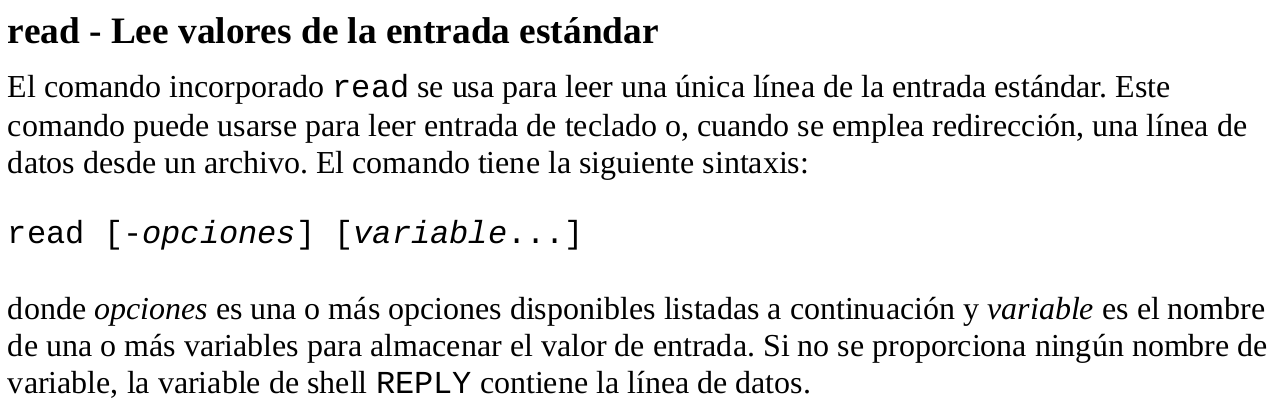 read - Lee valores de la entrada estándar
El comando incorporado read se usa para leer una única línea de la entrada estándar. Este
comando puede usarse para leer entrada de teclado o, cuando se emplea redirección, una línea de
datos desde un archivo. El comando tiene la siguiente sintaxis:
read [-opciones] [variable...]
donde opciones es una o más opciones disponibles listadas a continuación y variable es el nombre
de una o más variables para almacenar el valor de entrada. Si no se proporciona ningún nombre de
variable, la variable de shell REPLY contiene la línea de datos.